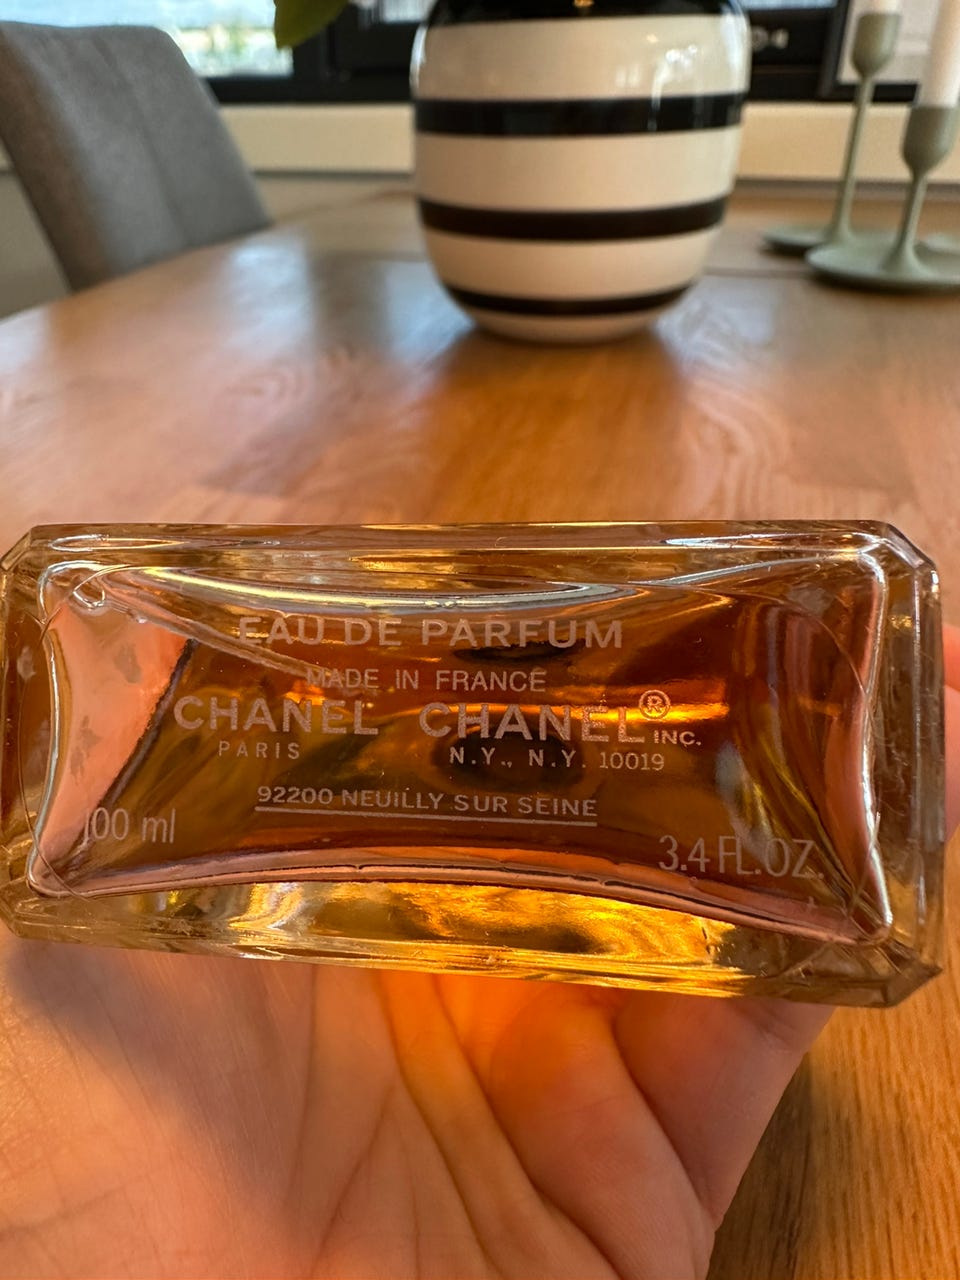 EAU DE PARFUM
MADE IN FRANCE
CHANEL CHANEL® INC.
PARIS N.Y., N.Y. 10019
92200 NEUILLY SUR SEINE
100 ml 3.4 FL.OZ.